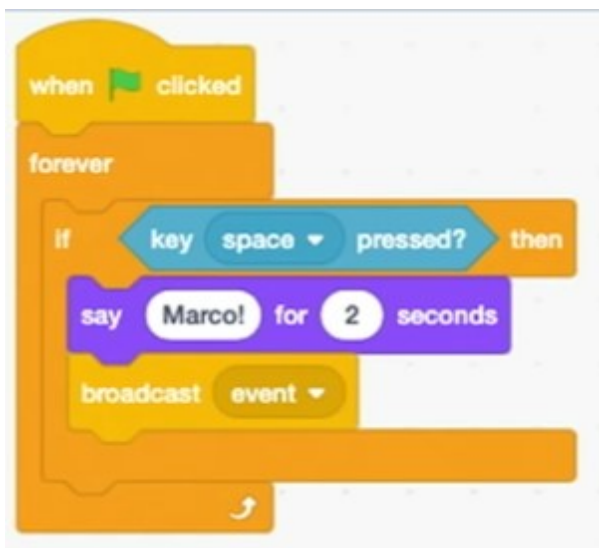 when clicked
forever
if key space pressed? then
say Marco! for 2 seconds
broadcast event